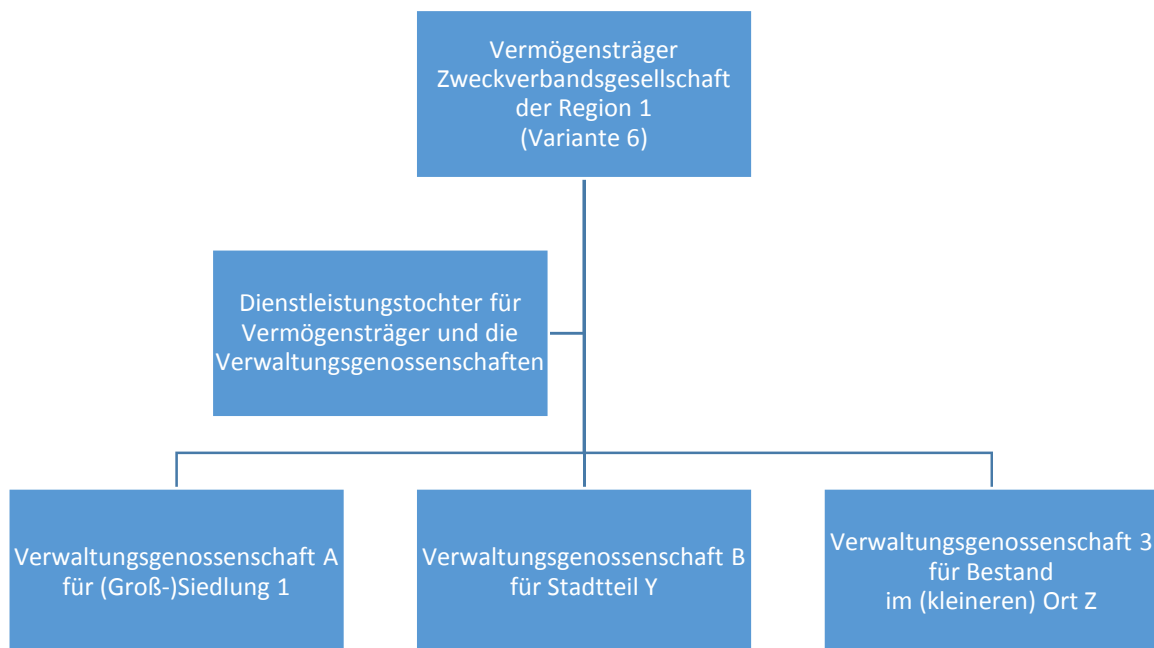 Vermögensträger
Zweckverbandsgesellschaft
der Region 1
(Variante 6)
Dienstleistungstochter für
Vermögensträger und die
Verwaltungsgenossenschaften
Verwaltungsgenossenschaft A
für (Groß-)Siedlung 1
Verwaltungsgenossenschaft B
für Stadtteil Y
Verwaltungsgenossenschaft 3
für Bestand
im (kleineren) Ort Z